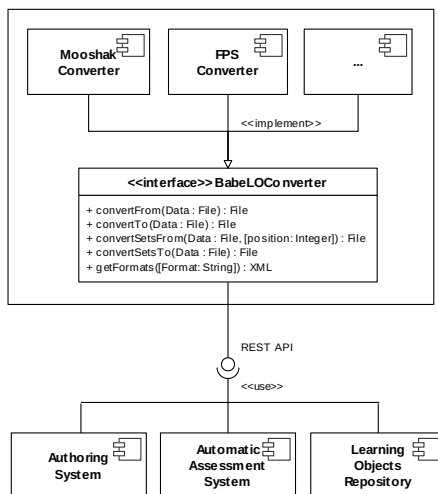 Mooshak
Converter
FPS
Converter
...
<<implement>>
<<interface>> BabeLOConverter
+ convertFrom(Data : File) : File
+ convertTo(Data : File) : File
+ convertSetsFrom(Data : File, [position: Integer]) : File
+ convertSetsTo(Data : File) : File
+ getFormats([Format: String]) : XML
REST API
<<use>>
Authoring
System
Automatic
Assessment
System
Learning
Objects
Repository